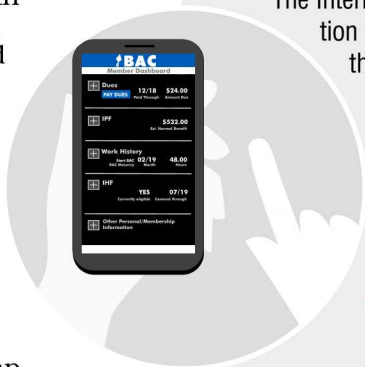 The Intern
tion
th
d
BAC
Member Dashboard
Dues
PAY DUES 12/18 $24.00
Paid Through Amount Due
IPF
$532.00
Est. Normal Benefit
Work History
Start BAC 02/19 48.00
BAC Masonry Month Hours
IHF
YES 07/19
Currently eligible Covered through
Other Personal/Membership
Information